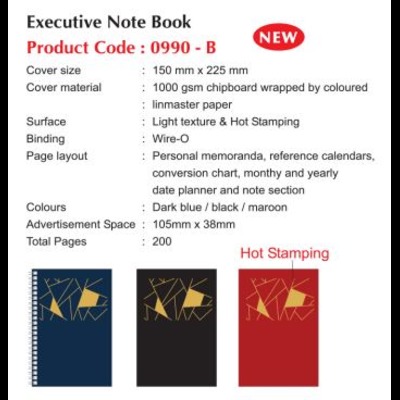 Executive Note Book
Product Code : 0990 - B
NEW
Cover size : 150 mm x 225 mm
Cover material : 1000 gsm chipboard wrapped by coloured
: linmaster paper
Surface : Light texture & Hot Stamping
Binding : Wire-O
Page layout : Personal memoranda, reference calendars,
conversion chart, monthy and yearly
date planner and note section
Colours : Dark blue / black / maroon
Advertisement Space : 105mm x 38mm
Total Pages : 200
Hot Stamping